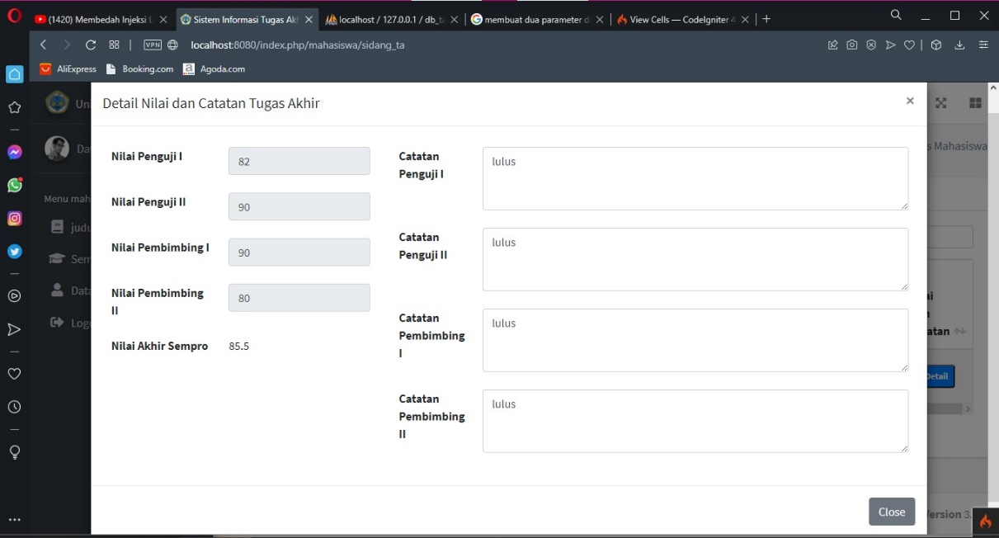 (1420) Membedah Injeksi
Sistem Informasi Tugas Ak
localhost / 127.0.0.1 / db_t
membuat dua parameter d
View Cells — CodeIgniter 4
VPN
localhost:8080/index.php/mahasiswa/sidang_ta
AliExpress
Booking.com
a Agoda.com
Un
Da
Menu mah
judu
Sem
Data
Log
Detail Nilai dan Catatan Tugas Akhir
×
Nilai Penguji I
82
Nilai Penguji II
90
Nilai Pembimbing I
90
Nilai Pembimbing
II
80
Nilai Akhir Sempro
85.5
Catatan
Penguji I
lulus
Catatan
Penguji II
lulus
Catatan
Pembimbing
I
lulus
Catatan
Pembimbing
II
lulus
Close
s Mahasiswa
ai
atan
Detail
ersion 3.